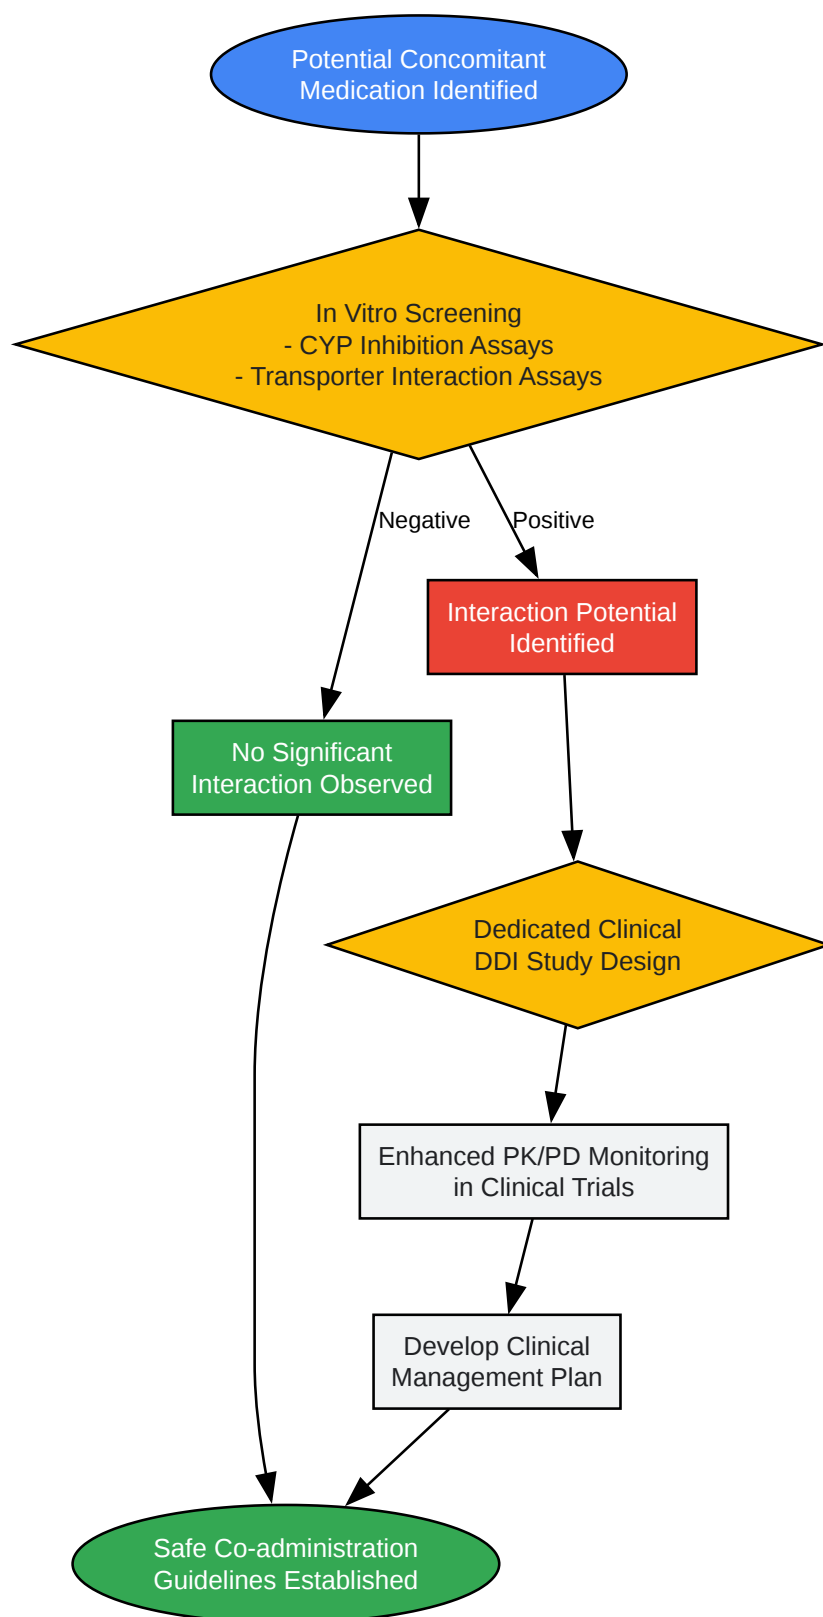 Potential Concomitant
Medication Identified
In Vitro Screening
- CYP Inhibition Assays
- Transporter Interaction Assays
Negative
Positive
Interaction Potential
Identified
No Significant
Interaction Observed
Dedicated Clinical
DDI Study Design
Enhanced PK/PD Monitoring
in Clinical Trials
Develop Clinical
Management Plan
Safe Co-administration
Guidelines Established